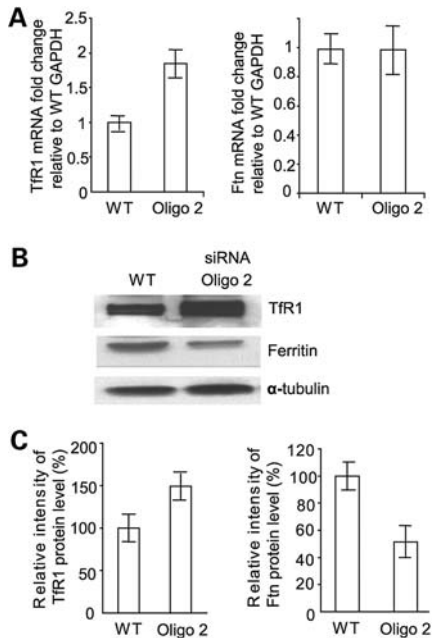 A
TfR1 mRNA fold change
relative to WT GAPDH
2.5
2
1.5
1
0.5
0
WT
Oligo 2
Ftn mRNA fold change
relative to WT GAPDH
1.2
1
0.8
0.6
0.4
0.2
0
WT
Oligo 2
B
WT
siRNA
Oligo 2
TfR1
Ferritin
α-tubulin
C
Relative intensity of
TfR1 protein level (%)
200
150
100
50
0
WT
Oligo 2
Relative intensity of
Ftn protein level (%)
120
100
80
60
40
20
0
WT
Oligo 2